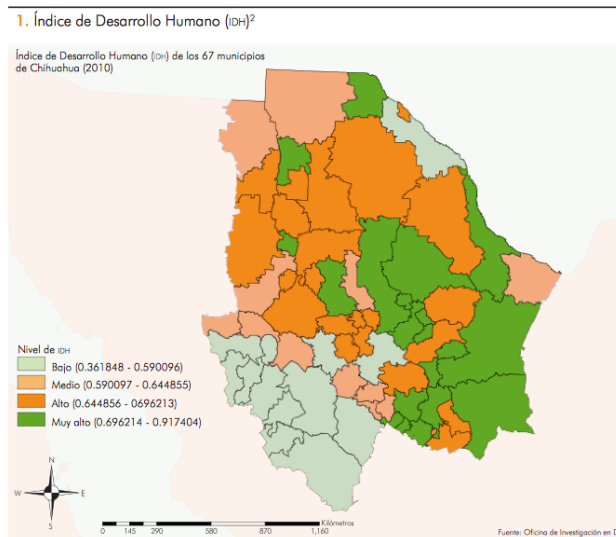 1. Índice de Desarrollo Humano (IDH)²
Índice de Desarrollo Humano (IDH) de los 67 municipios
de Chihuahua (2010)
Nivel de IDH
Bajo (0.361848 - 0.590096)
Medio (0.590097 - 0.644855)
Alto (0.644856 - 0696213)
Muy alto (0.696214 - 0.917404)
N
W E
S
Kilómetros
0 145 290 580 870 1,160
Fuente: Oficina de Investigación en D